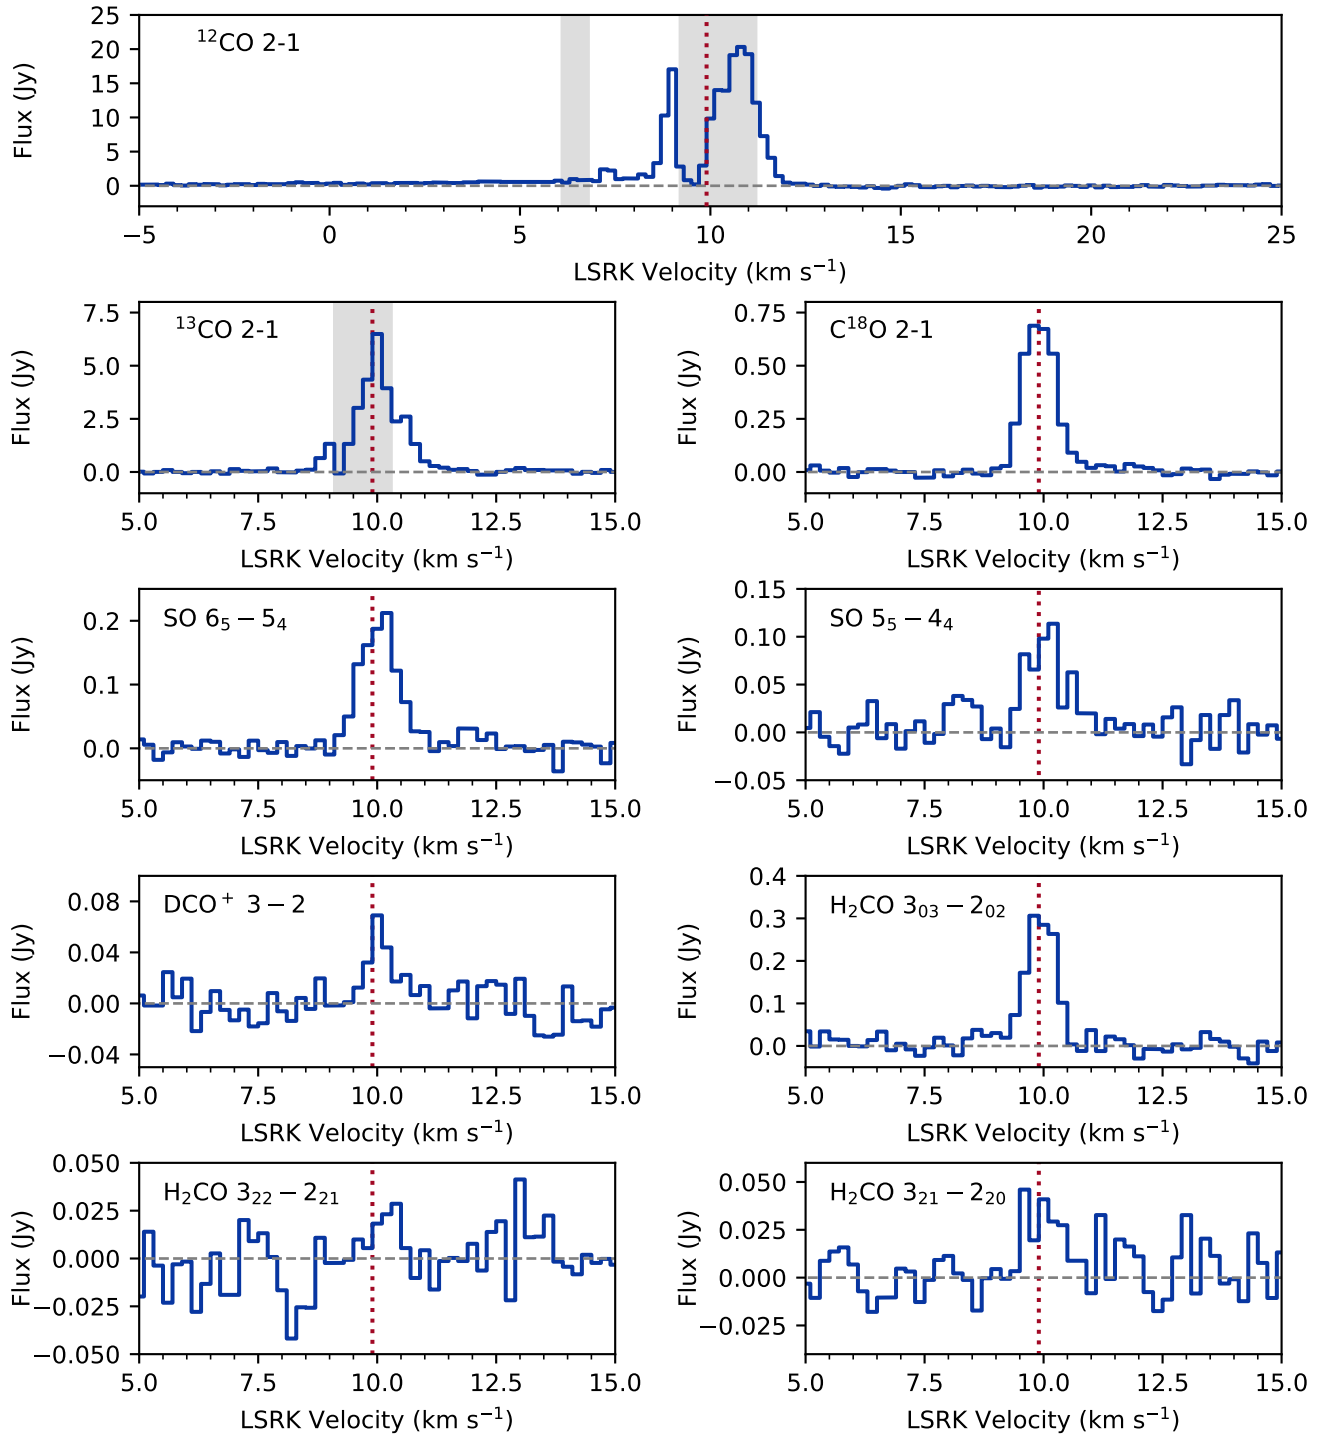 25
20
15
10
5
0
Flux (Jy)
¹²CO 2-1
−5 0 5 10 15 20 25
LSRK Velocity (km s⁻¹)
7.5
5.0
2.5
0.0
Flux (Jy)
¹³CO 2-1
5.0 7.5 10.0 12.5 15.0
LSRK Velocity (km s⁻¹)
0.75
0.50
0.25
0.00
Flux (Jy)
C¹⁸O 2-1
5.0 7.5 10.0 12.5 15.0
LSRK Velocity (km s⁻¹)
0.2
0.1
0.0
Flux (Jy)
SO 6₅ − 5₄
5.0 7.5 10.0 12.5 15.0
LSRK Velocity (km s⁻¹)
0.15
0.10
0.05
0.00
−0.05
Flux (Jy)
SO 5₅ − 4₄
5.0 7.5 10.0 12.5 15.0
LSRK Velocity (km s⁻¹)
0.08
0.04
0.00
−0.04
Flux (Jy)
DCO⁺ 3 − 2
5.0 7.5 10.0 12.5 15.0
LSRK Velocity (km s⁻¹)
0.4
0.3
0.2
0.1
0.0
Flux (Jy)
H₂CO 3₀₃ − 2₀₂
5.0 7.5 10.0 12.5 15.0
LSRK Velocity (km s⁻¹)
0.050
0.025
0.000
−0.025
−0.050
Flux (Jy)
H₂CO 3₂₂ − 2₂₁
5.0 7.5 10.0 12.5 15.0
LSRK Velocity (km s⁻¹)
0.050
0.025
0.000
−0.025
Flux (Jy)
H₂CO 3₂₁ − 2₂₀
5.0 7.5 10.0 12.5 15.0
LSRK Velocity (km s⁻¹)